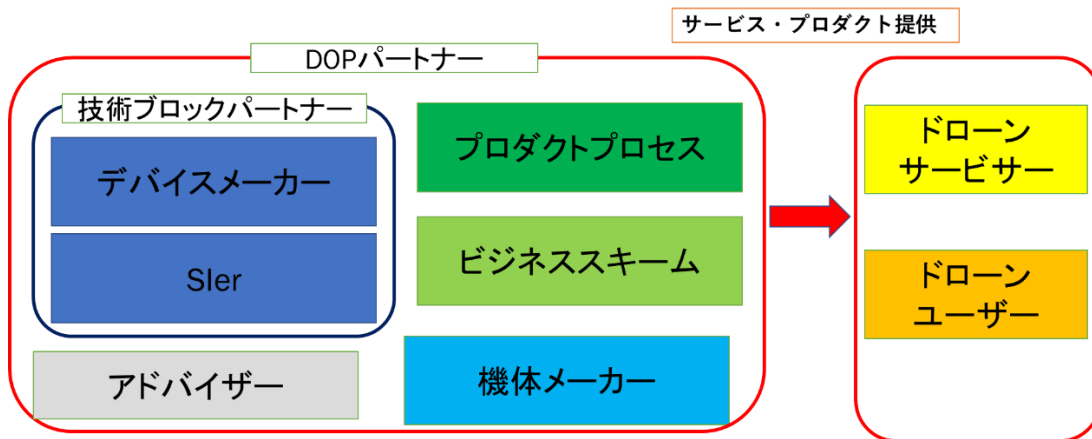 サービス・プロダクト提供
DOPパートナー
技術ブロックパートナー
デバイスメーカー
SIer
アドバイザー
プロダクトプロセス
ビジネススキーム
機体メーカー
ドローン
サービサー
ドローン
ユーザー